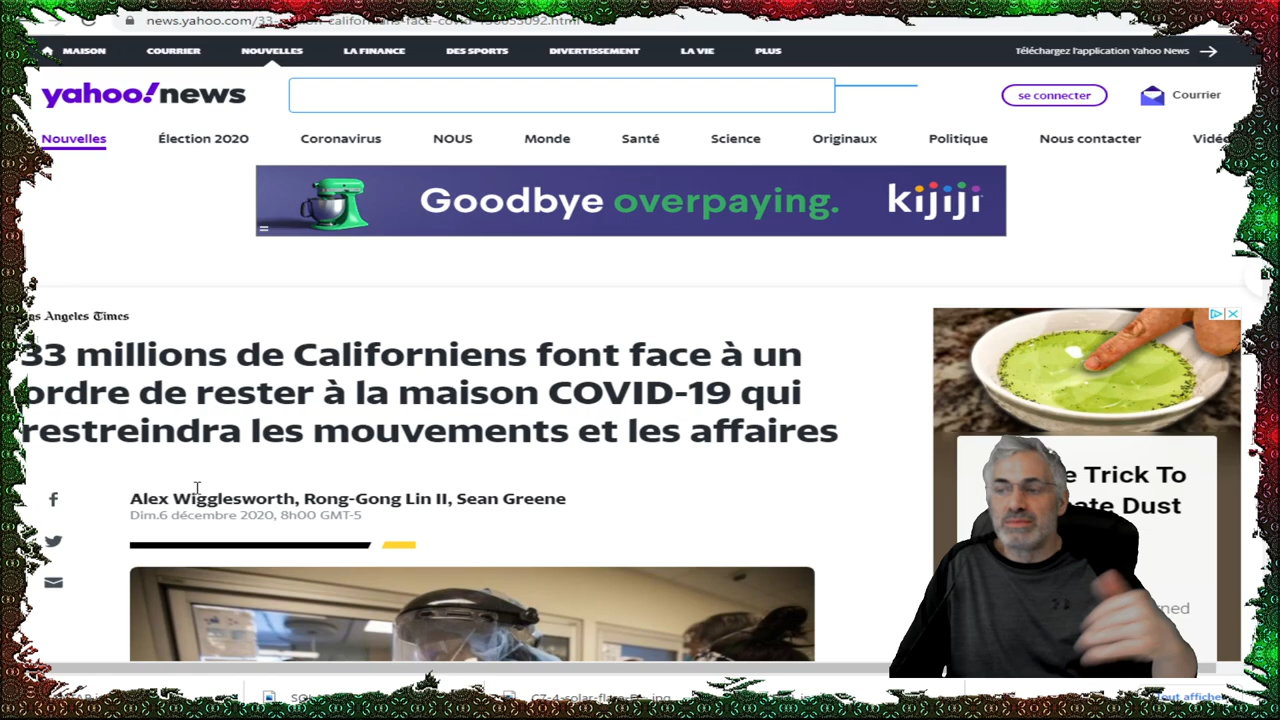 news.yahoo.com/33-
MAISON COURRIER NOUVELLES LA FINANCE DES SPORTS DIVERTISSEMENT LA VIE PLUS Téléchargez l'application Yahoo News
yahoo!news
se connecter Courrier
Nouvelles Élection 2020 Coronavirus NOUS Monde Santé Science Originaux Politique Nous contacter Vidéo
Goodbye overpaying. kijiji
Angeles Times
33 millions de Californiens font face à un
ordre de rester à la maison COVID-19 qui
restreindra les mouvements et les affaires
Alex Wigglesworth, Rong-Gong Lin II, Sean Greene
Dim.6 décembre 2020, 8h00 GMT-5
Trick To
Dust